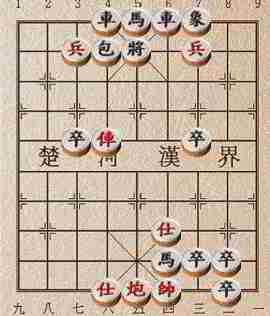 1 2 3 4 5 6 7 8 9
車 馬 車 象
兵 包 將 兵
卒 俥 卒
楚 河 漢 界
仕
馬 卒 卒
仕 炮 帥 卒
九 八 七 六 五 四 三 二 一